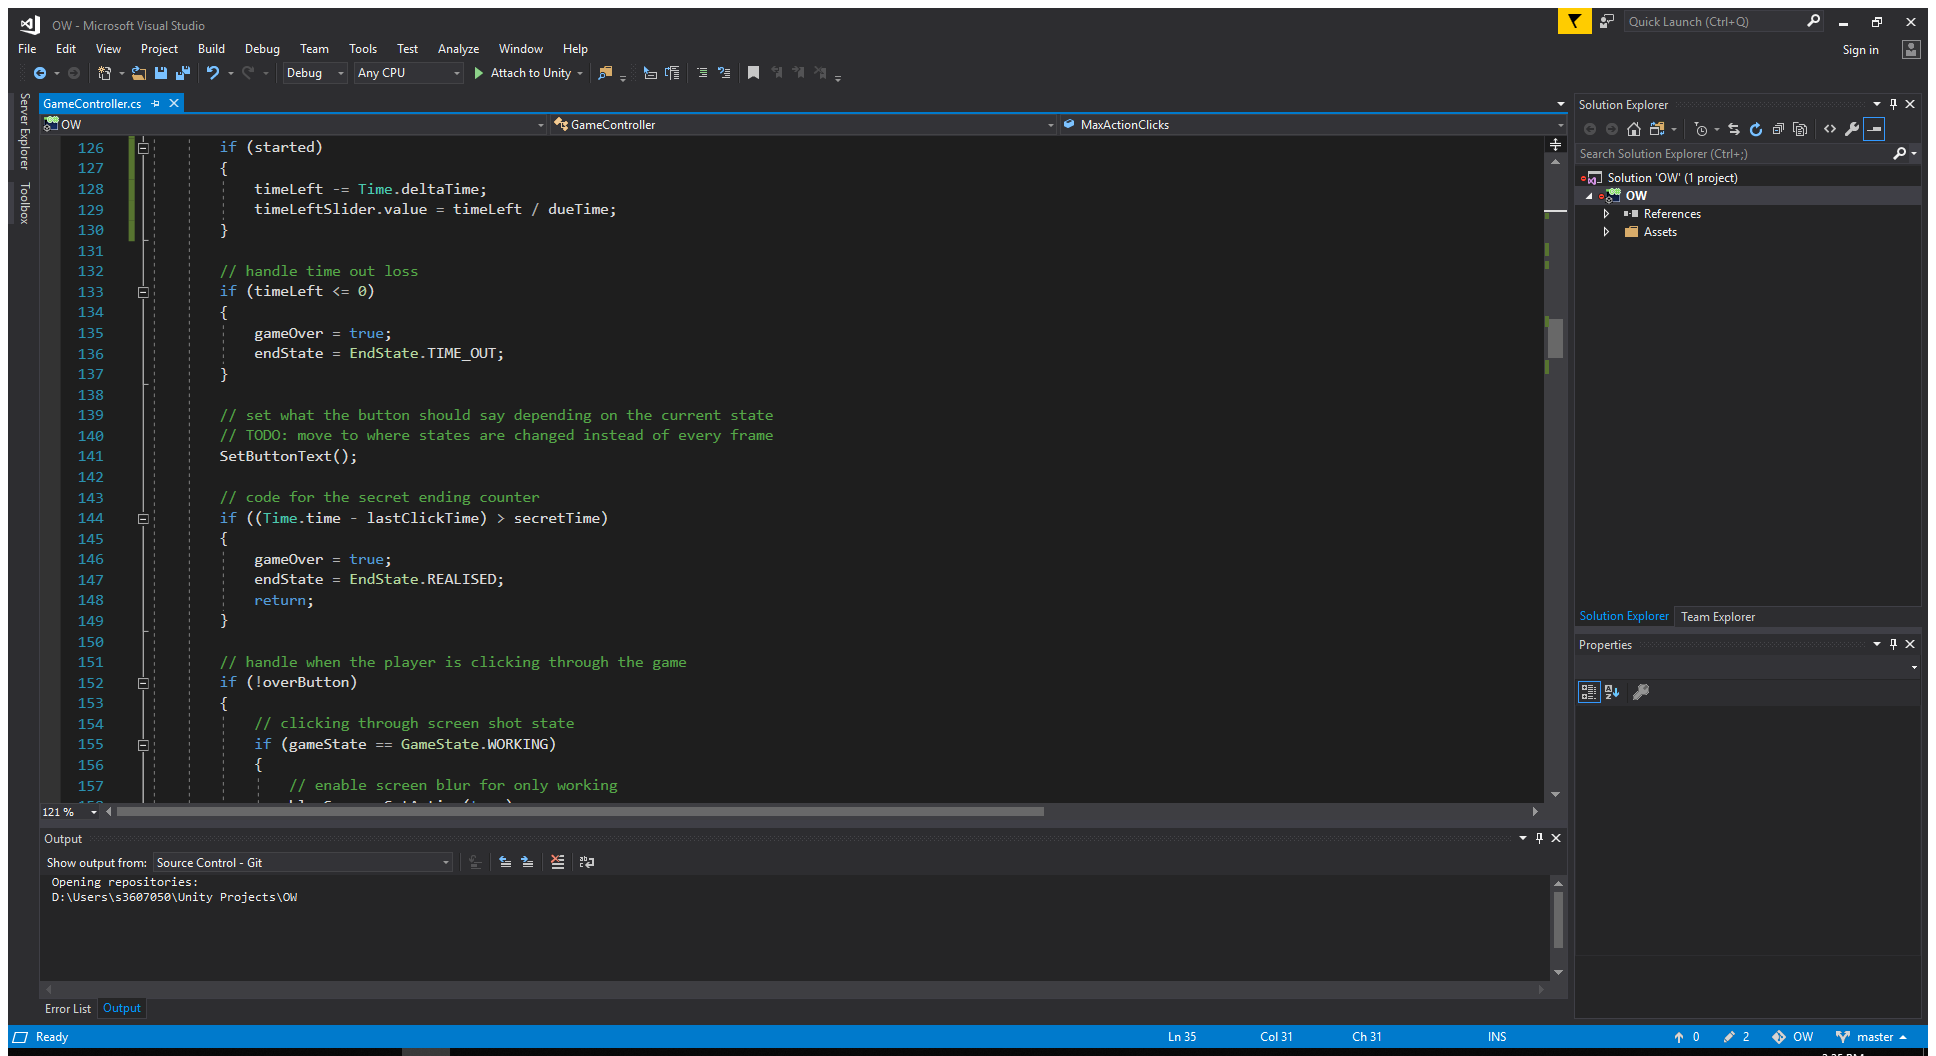 OW - Microsoft Visual Studio
Quick Launch (Ctrl+Q)
File Edit View Project Build Debug Team Tools Test Analyze Window Help
Sign in
Debug Any CPU Attach to Unity
Server Explorer
Toolbox
GameController.cs
OW GameController MaxActionClicks
126 if (started)
127 {
128 timeLeft -= Time.deltaTime;
129 timeLeftSlider.value = timeLeft / dueTime;
130 }
131
132 // handle time out loss
133 if (timeLeft <= 0)
134 {
135 gameOver = true;
136 endState = EndState.TIME_OUT;
137 }
138
139 // set what the button should say depending on the current state
140 // TODO: move to where states are changed instead of every frame
141 SetButtonText();
142
143 // code for the secret ending counter
144 if ((Time.time - lastClickTime) > secretTime)
145 {
146 gameOver = true;
147 endState = EndState.REALISED;
148 return;
149 }
150
151 // handle when the player is clicking through the game
152 if (!overButton)
153 {
154 // clicking through screen shot state
155 if (gameState == GameState.WORKING)
156 {
157 // enable screen blur for only working
121 %
Output
Show output from: Source Control - Git
Opening repositories:
D:\Users\s3607050\Unity Projects\OW
Error List Output
Solution Explorer
Search Solution Explorer (Ctrl+;)
Solution 'OW' (1 project)
OW
References
Assets
Solution Explorer Team Explorer
Properties
Ready Ln 35 Col 31 Ch 31 INS 0 2 OW master